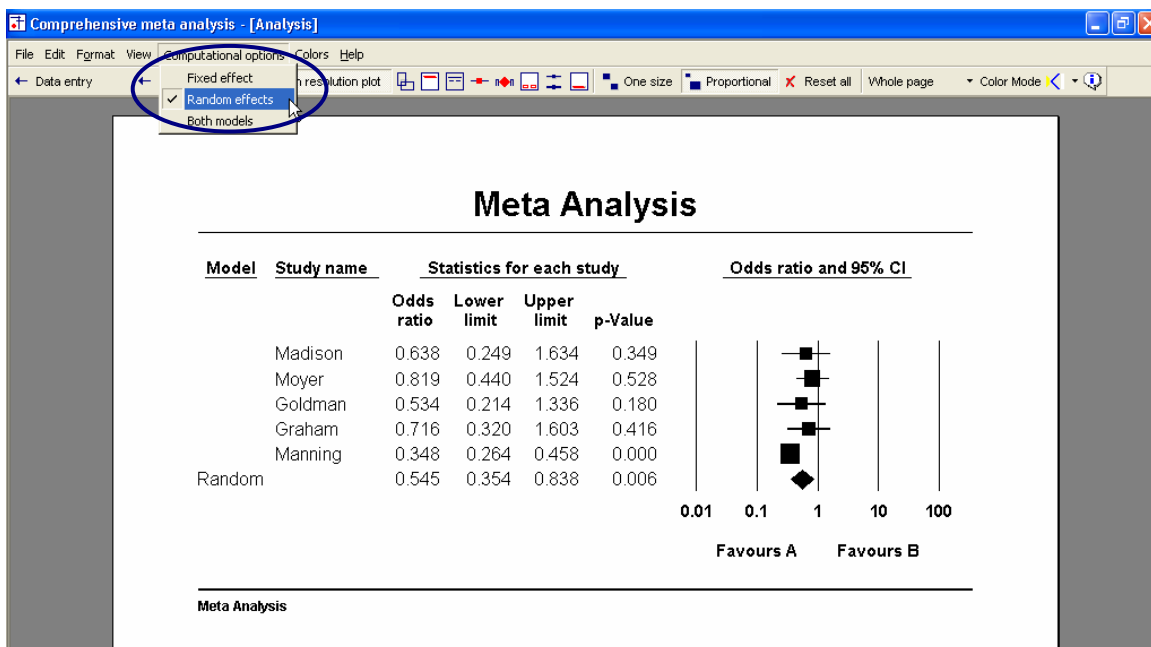 Comprehensive meta analysis - [Analysis]
File Edit Format View Computational options Colors Help
← Data entry resolution plot One size Proportional Reset all Whole page Color Mode
Fixed effect
Random effects
Both models
Meta Analysis
Model Study name Statistics for each study Odds ratio and 95% CI
Odds ratio Lower limit Upper limit p-Value
Madison 0.638 0.249 1.634 0.349
Moyer 0.819 0.440 1.524 0.528
Goldman 0.534 0.214 1.336 0.180
Graham 0.716 0.320 1.603 0.416
Manning 0.348 0.264 0.458 0.000
Random 0.545 0.354 0.838 0.006
0.01 0.1 1 10 100
Favours A Favours B
Meta Analysis